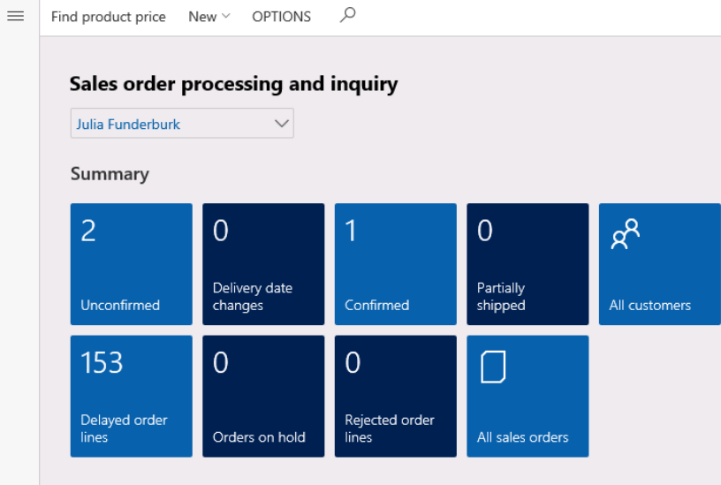 Find product price
New
OPTIONS
Sales order processing and inquiry
Julia Funderburk
Summary
2
Unconfirmed
0
Delivery date
changes
1
Confirmed
0
Partially
shipped
All customers
153
Delayed order
lines
0
Orders on hold
0
Rejected order
lines
All sales orders